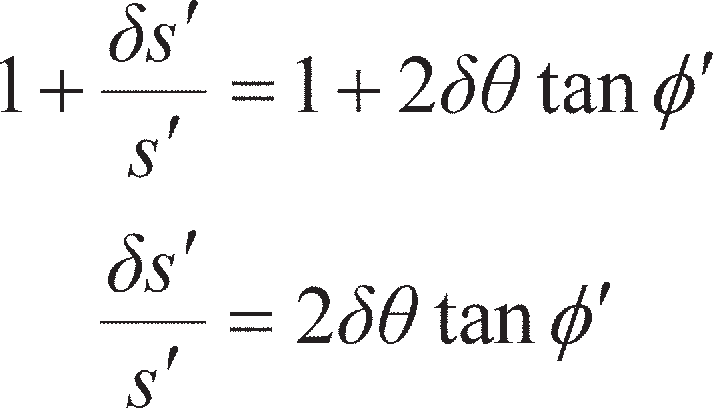 1 + δs′/s′ = 1 + 2δθ tan ϕ′
δs′/s′ = 2δθ tan ϕ′